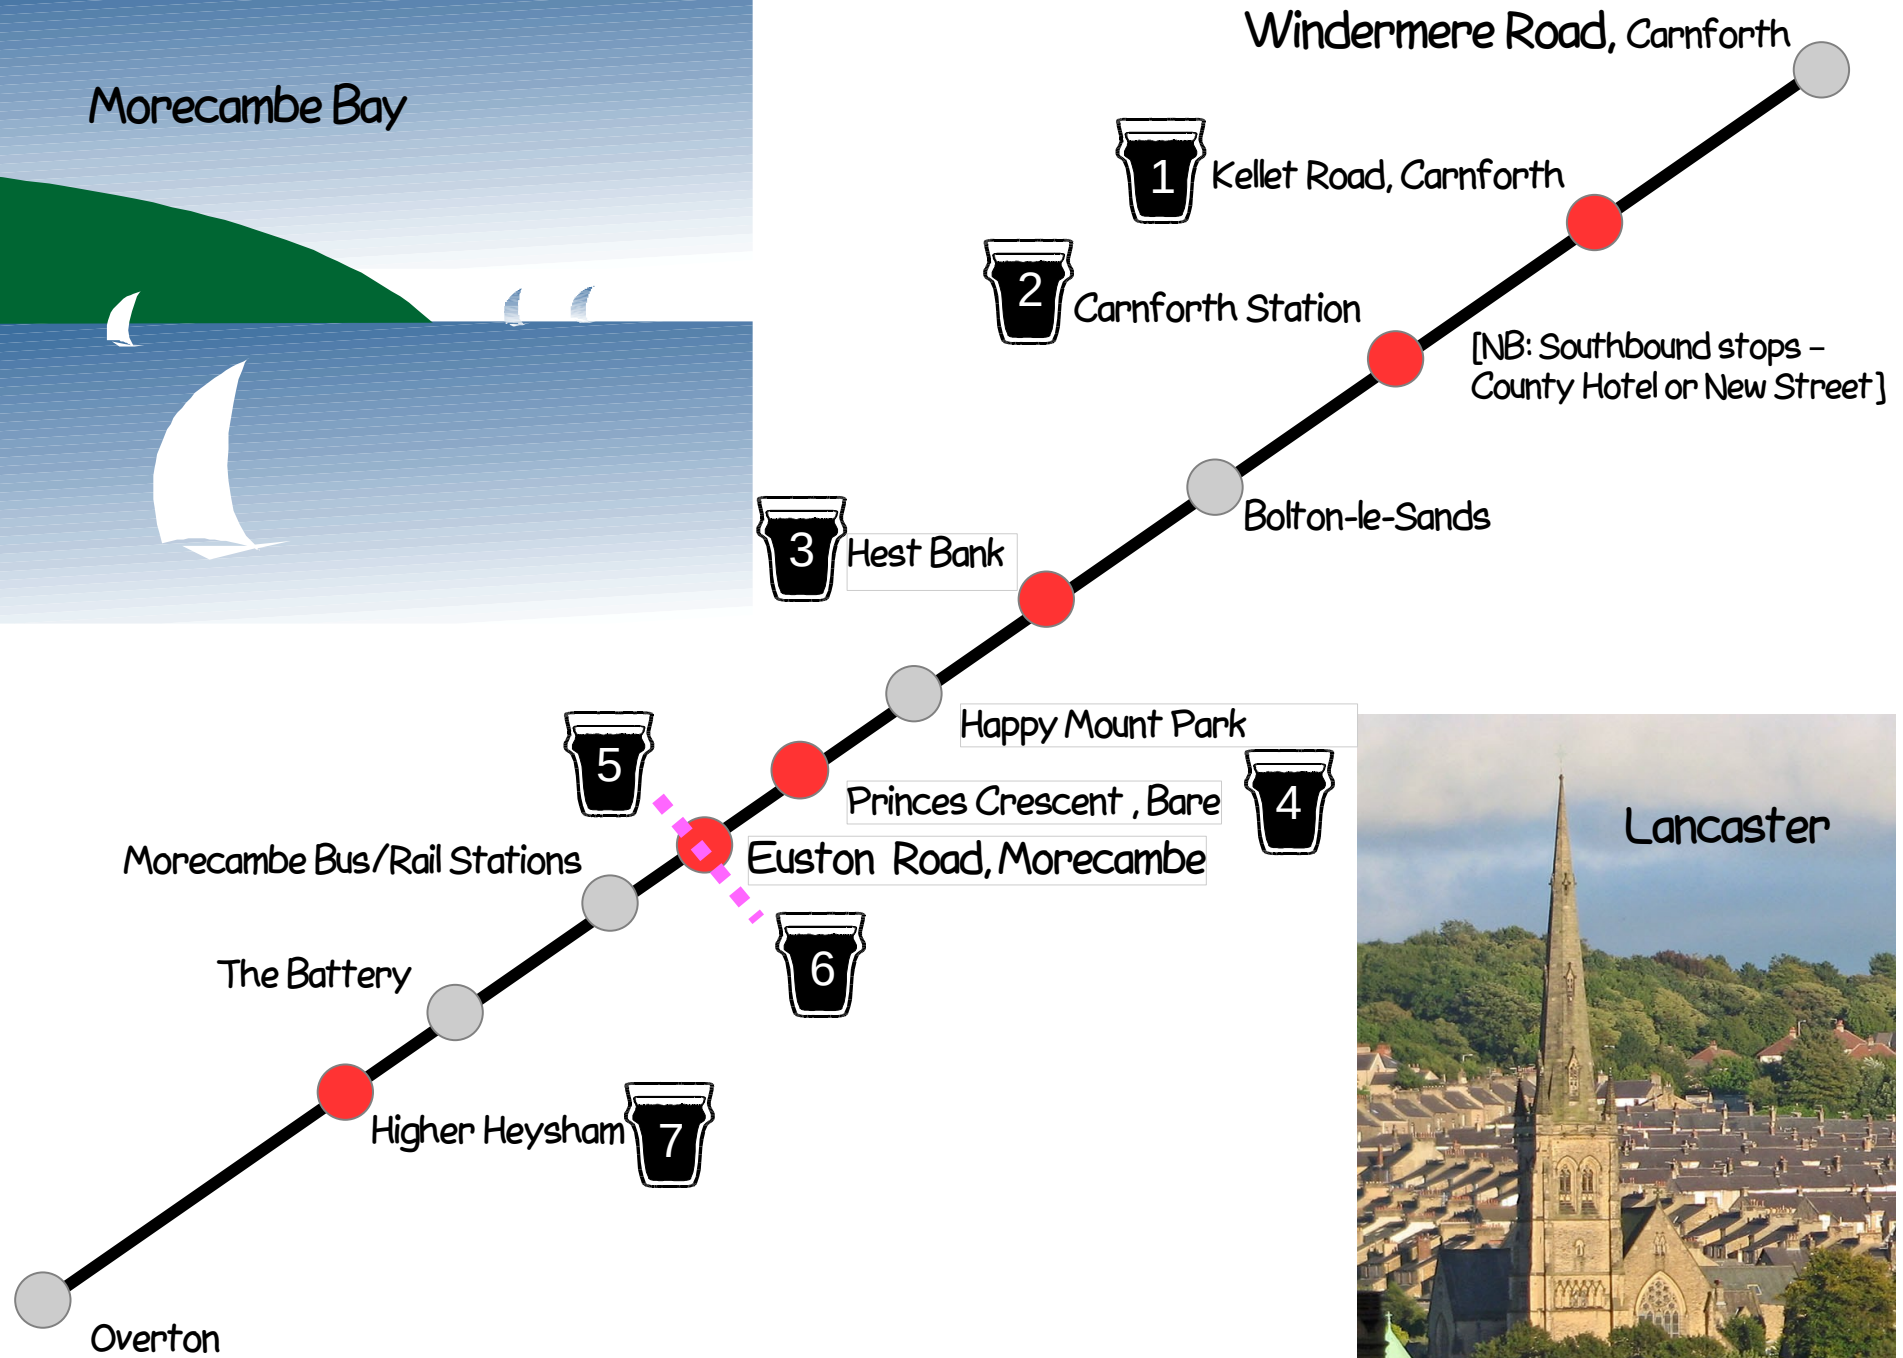 Windermere Road, Carnforth
Morecambe Bay
1
Kellet Road, Carnforth
2
Carnforth Station
[NB: Southbound stops –
County Hotel or New Street]
Bolton-le-Sands
3
Hest Bank
Happy Mount Park
5
Princes Crescent , Bare
4
Lancaster
Morecambe Bus/Rail Stations
Euston Road, Morecambe
6
The Battery
Higher Heysham
7
Overton